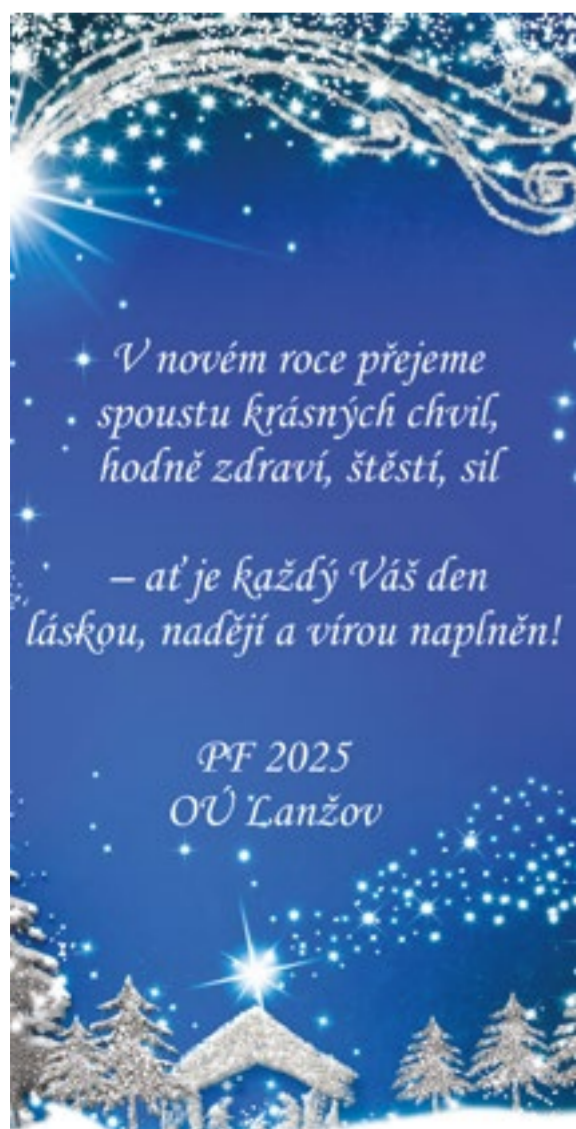 V novém roce přejeme
spoustu krásných chvil,
hodně zdraví, štěstí, sil
– ať je každý Váš den
láskou, nadějí a vírou naplněn!
PF 2025
OÚ Lanžov